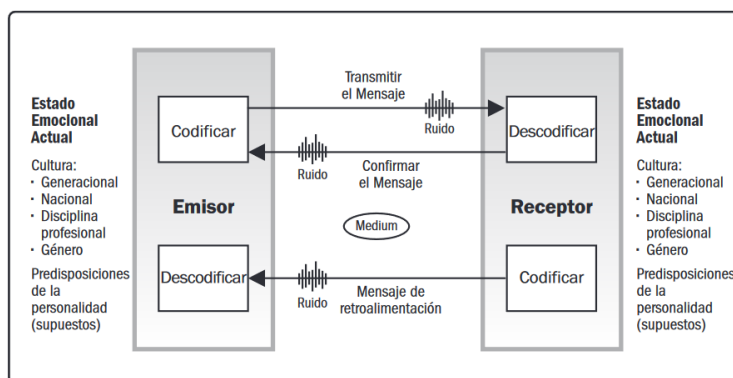 Estado
Emocional
Actual
Cultura:
· Generacional
· Nacional
· Disciplina
profesional
· Género
Predisposiciones
de la
personalidad
(supuestos)
Codificar
Emisor
Descodificar
Transmitir
el Mensaje
Ruido
Ruido
Confirmar
el Mensaje
Medium
Ruido
Mensaje de
retroalimentación
Descodificar
Receptor
Codificar
Estado
Emocional
Actual
Cultura:
· Generacional
· Nacional
· Disciplina
profesional
· Género
Predisposiciones
de la
personalidad
(supuestos)